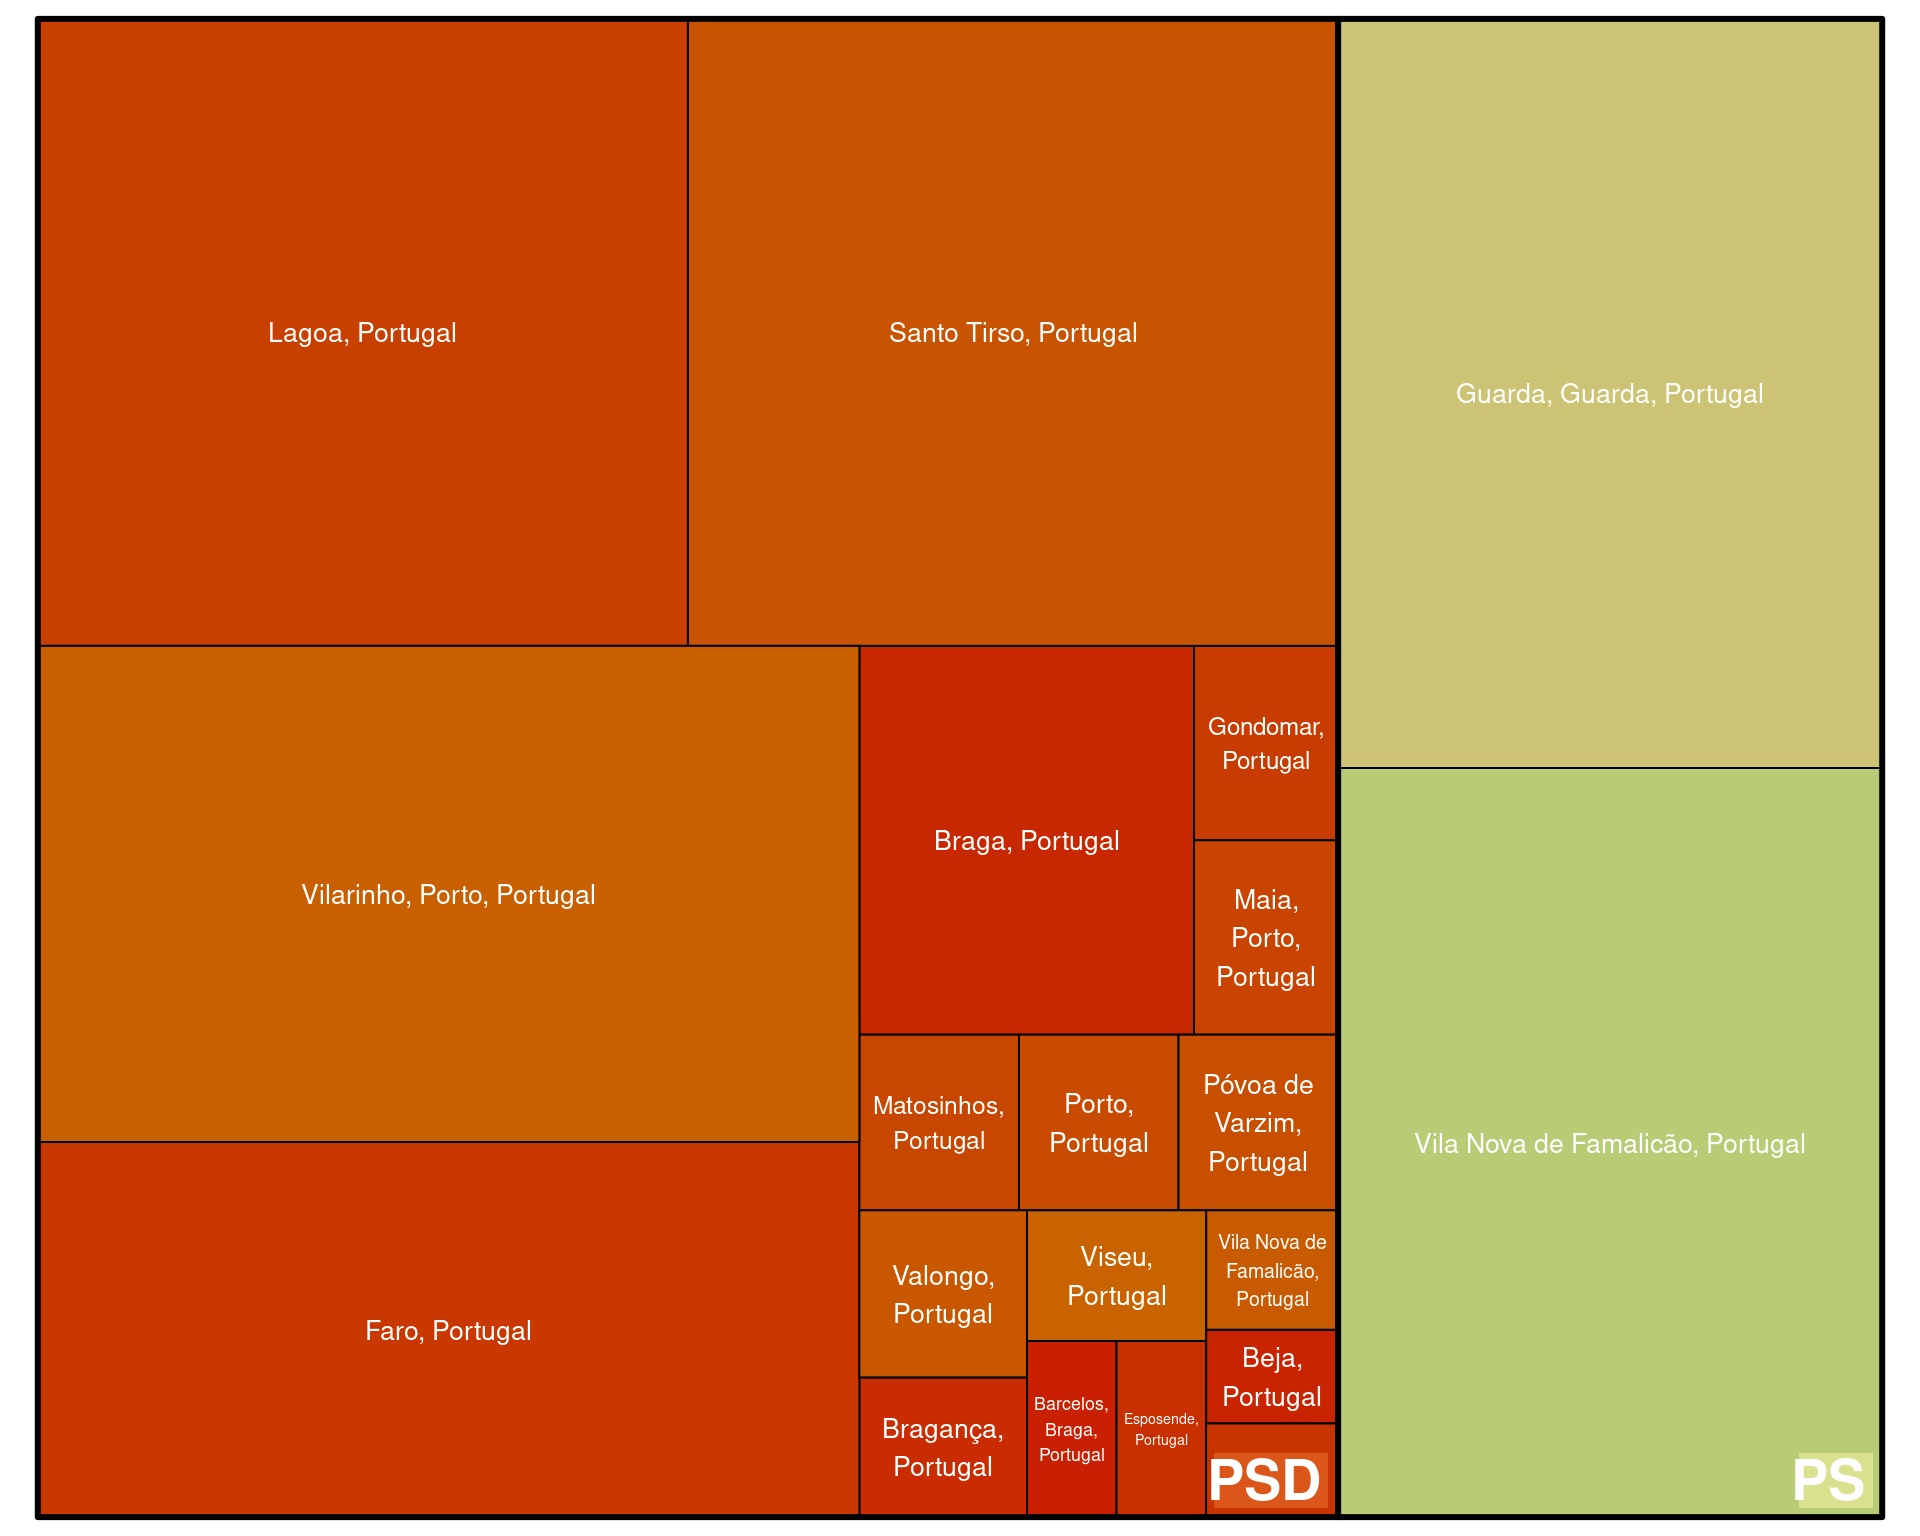 Lagoa, Portugal
Santo Tirso, Portugal
Guarda, Guarda, Portugal
Vilarinho, Porto, Portugal
Braga, Portugal
Gondomar,
Portugal
Maia,
Porto,
Portugal
Matosinhos,
Portugal
Porto,
Portugal
Póvoa de
Varzim,
Portugal
Vila Nova de Famalicão, Portugal
Faro, Portugal
Valongo,
Portugal
Viseu,
Portugal
Vila Nova de
Famalicão,
Portugal
Beja,
Portugal
Bragança,
Portugal
Barcelos,
Braga,
Portugal
Esposende,
Portugal
PSD
PS